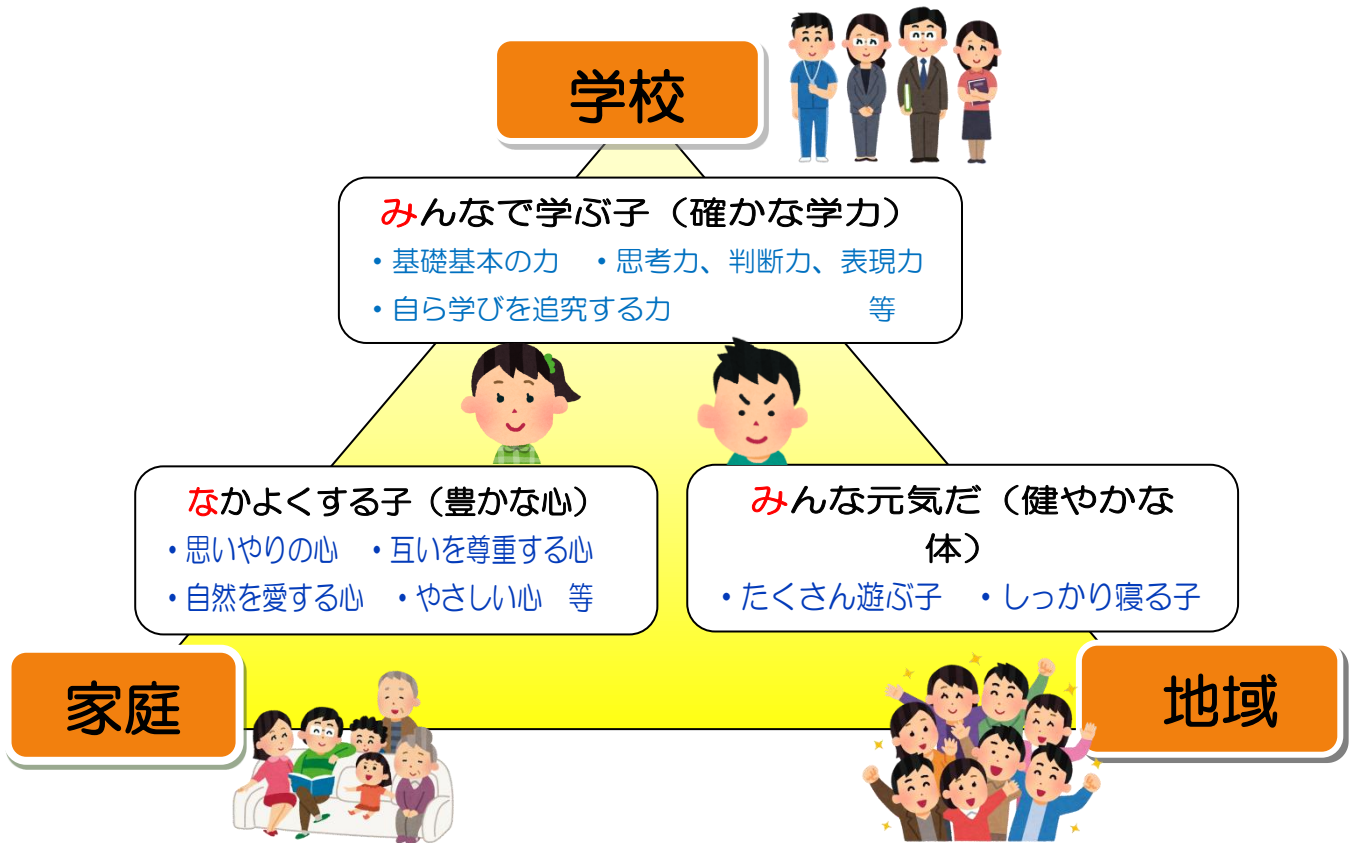 学校
みんなで学ぶ子（確かな学力）
・基礎基本の力　・思考力、判断力、表現力
・自ら学びを追究する力　等
なかよくする子（豊かな心）
・思いやりの心　・互いを尊重する心
・自然を愛する心　・やさしい心　等
みんな元気だ（健やかな
体）
・たくさん遊ぶ子　・しっかり寝る子
家庭
地域